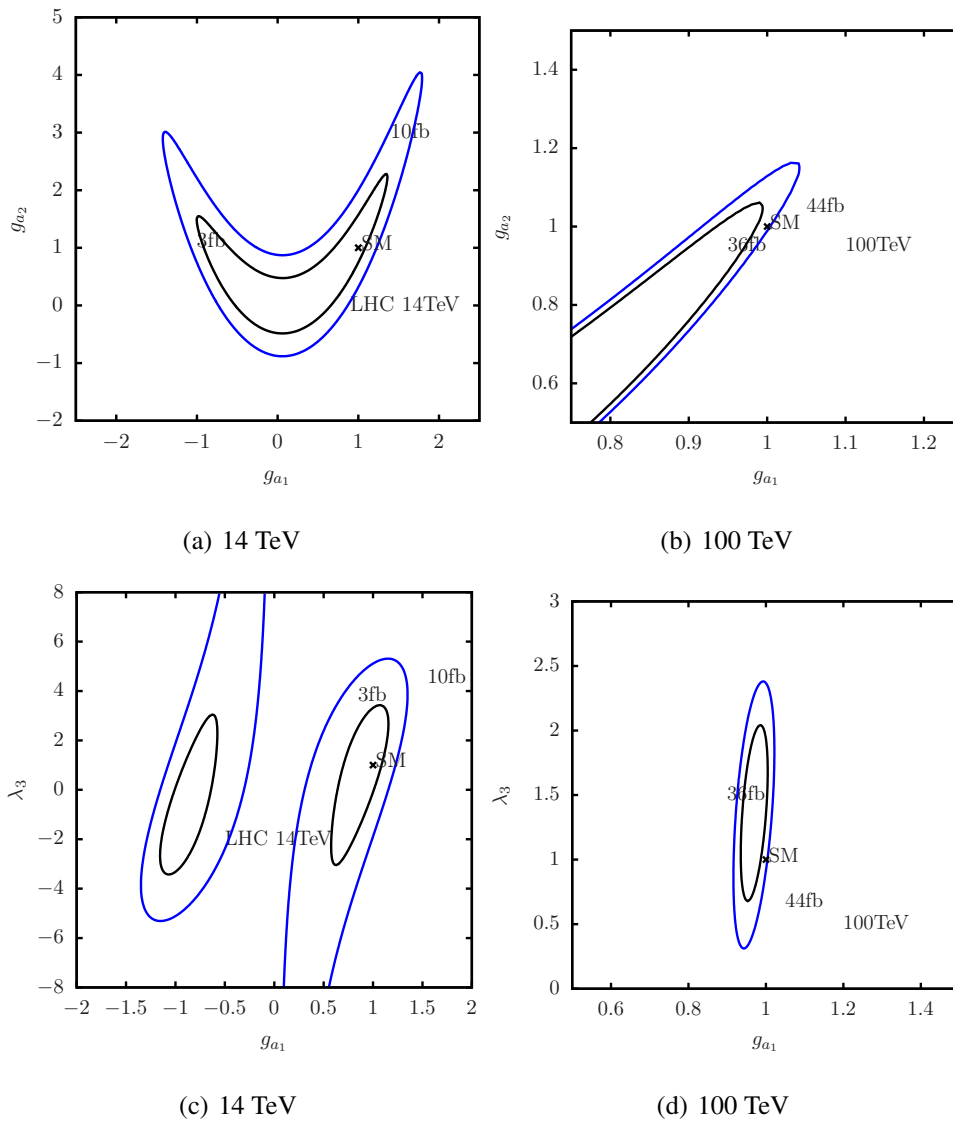 5
4
3
2
1
0
−1
−2
−2
−1
0
1
2
g_{a_2}
g_{a_1}
10fb
3fb
SM
LHC 14TeV
(a) 14 TeV
1.4
1.2
1
0.8
0.6
0.8
0.9
1
1.1
1.2
g_{a_2}
g_{a_1}
44fb
SM
36fb
100TeV
(b) 100 TeV
8
6
4
2
0
−2
−4
−6
−8
−2
−1.5
−1
−0.5
0
0.5
1
1.5
2
λ_3
g_{a_1}
10fb
3fb
SM
LHC 14TeV
(c) 14 TeV
3
2.5
2
1.5
1
0.5
0
0.6
0.8
1
1.2
1.4
λ_3
g_{a_1}
36fb
SM
44fb
100TeV
(d) 100 TeV